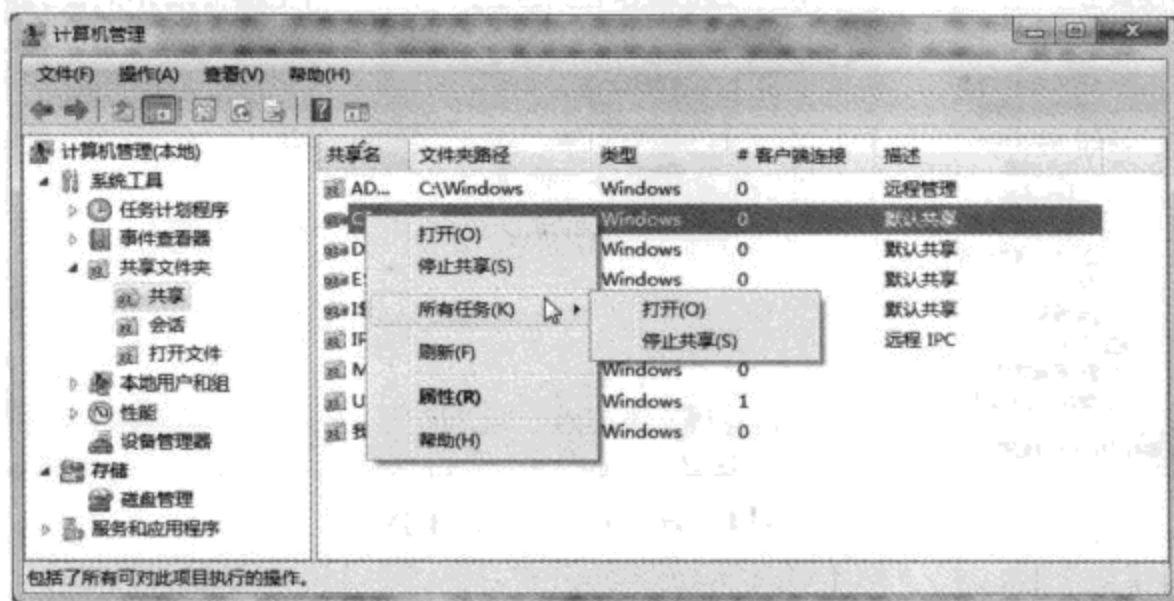 计算机管理
文件(F) 操作(A) 查看(V) 帮助(H)
计算机管理(本地)
系统工具
任务计划程序
事件查看器
共享文件夹
共享
会话
打开文件
本地用户和组
性能
设备管理器
存储
磁盘管理
服务和应用程序
共享名 文件夹路径 类型 # 客户端连接 描述
AD... C:\Windows Windows 0 远程管理
Windows 0 默认共享
D 0 默认共享
E 0 默认共享
默认共享
远程 IPC
M Windows 0
U Windows 1
我 Windows 0
打开(O)
停止共享(S)
所有任务(K)
刷新(F)
属性(R)
帮助(H)
打开(O)
停止共享(S)
包括了所有可对此项目执行的操作。